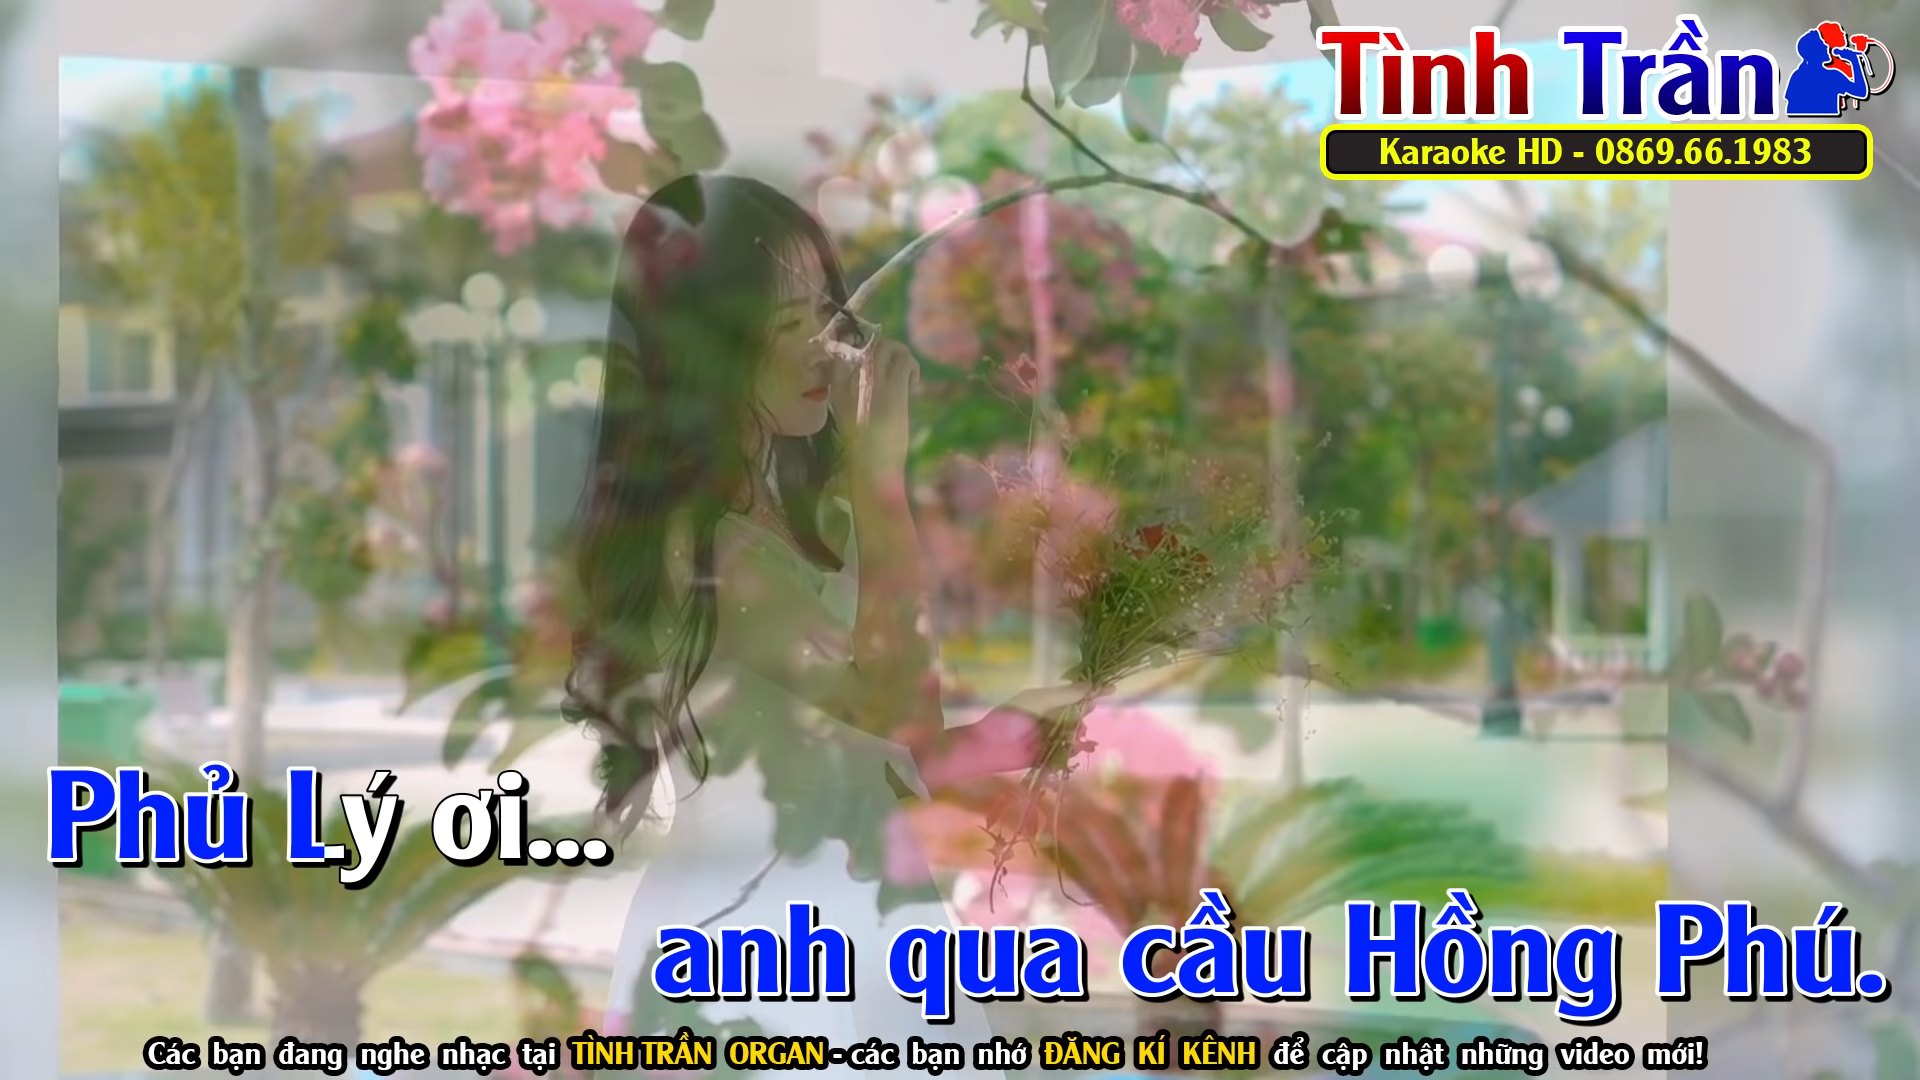 Tình Trần
Karaoke HD - 0869.66.1983
Phủ Lý ơi...
anh qua cầu Hồng Phú.
Các bạn đang nghe nhạc tại TÌNH TRẦN ORGAN - các bạn nhớ ĐĂNG KÍ KÊNH để cập nhật những video mới!